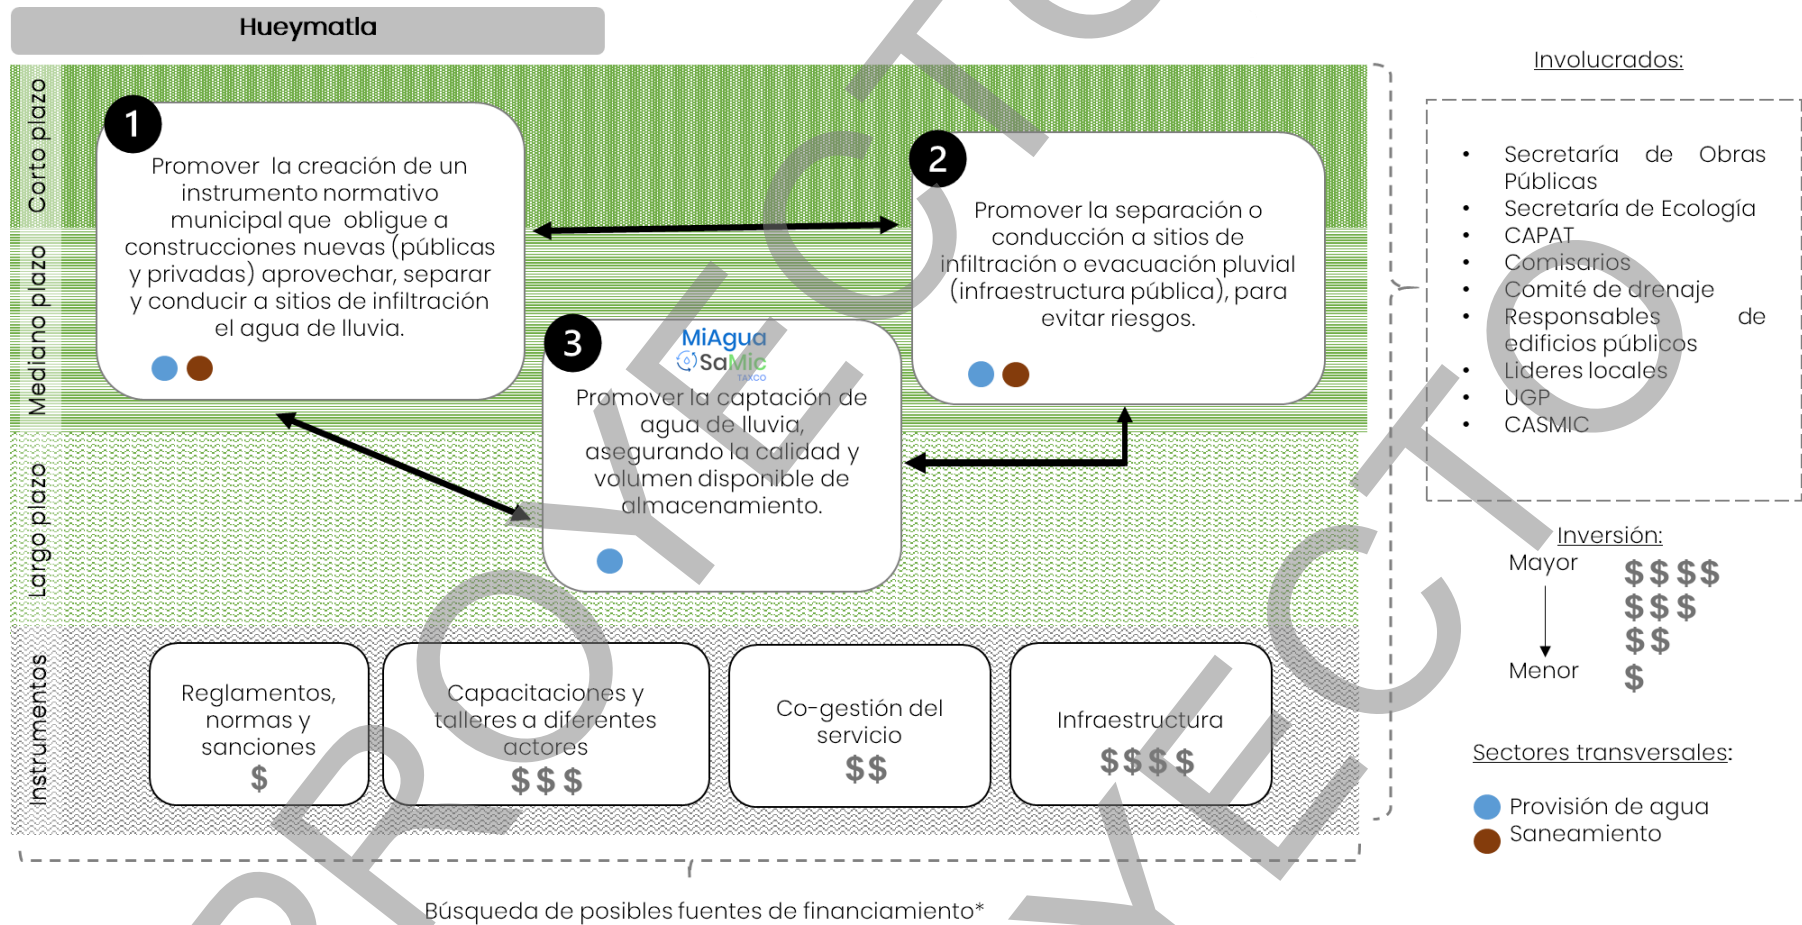 Hueymatla
Corto plazo
Mediano plazo
Largo plazo
Instrumentos
1
Promover la creación de un
instrumento normativo
municipal que obligue a
construcciones nuevas (públicas
y privadas) aprovechar, separar
y conducir a sitios de infiltración
el agua de lluvia.
2
Promover la separación o
conducción a sitios de
infiltración o evacuación pluvial
(infraestructura pública), para
evitar riesgos.
3
MiAgua
SaMic
TAXCO
Promover la captación de
agua de lluvia,
asegurando la calidad y
volumen disponible de
almacenamiento.
Reglamentos,
normas y
sanciones
$
Capacitaciones y
talleres a diferentes
actores
$$$
Co-gestión del
servicio
$$
Infraestructura
$$$$
Búsqueda de posibles fuentes de financiamiento*
Involucrados:
• Secretaría de Obras
Públicas
• Secretaría de Ecología
• CAPAT
• Comisarios
• Comité de drenaje
• Responsables de
edificios públicos
• Lideres locales
• UGP
• CASMIC
Inversión:
Mayor
$$$$
$$$
$$
Menor
$
Sectores transversales:
Provisión de agua
Saneamiento
PROYECTO
PROYECTO